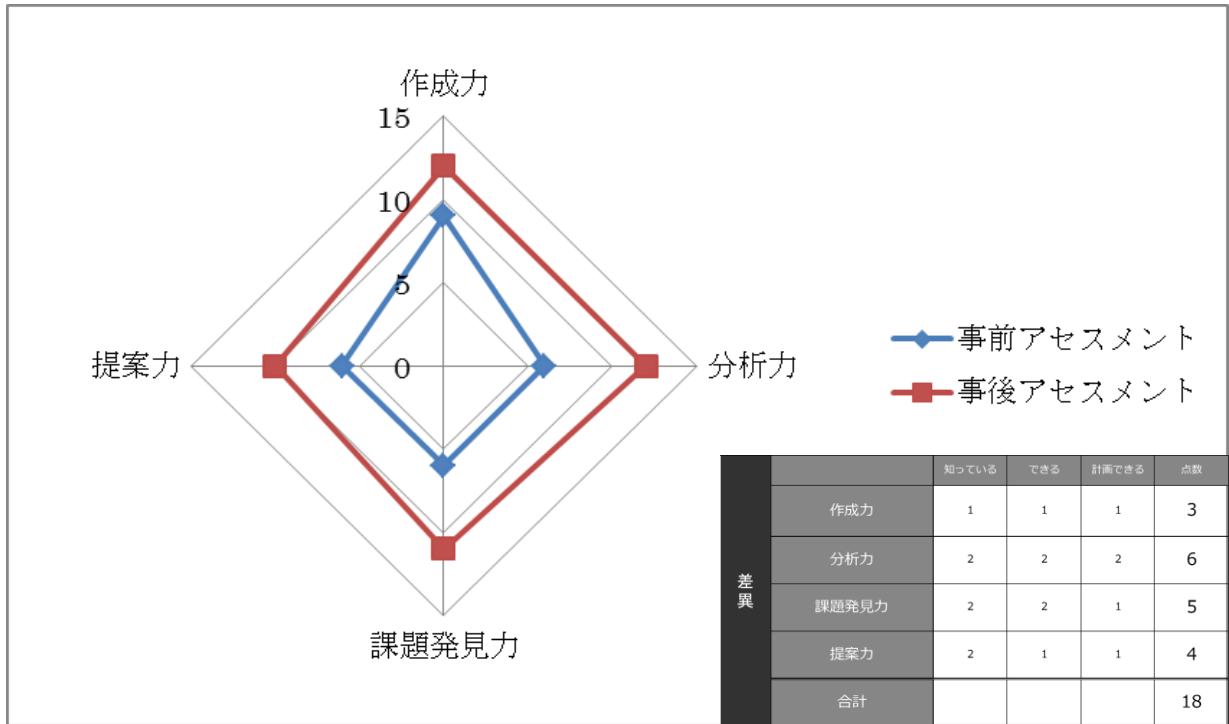 作成力
15
10
5
0
提案力
分析力
課題発見力
事前アセスメント
事後アセスメント
差異
知っている できる 計画できる 点数
作成力 1 1 1 3
分析力 2 2 2 6
課題発見力 2 2 1 5
提案力 2 1 1 4
合計 18